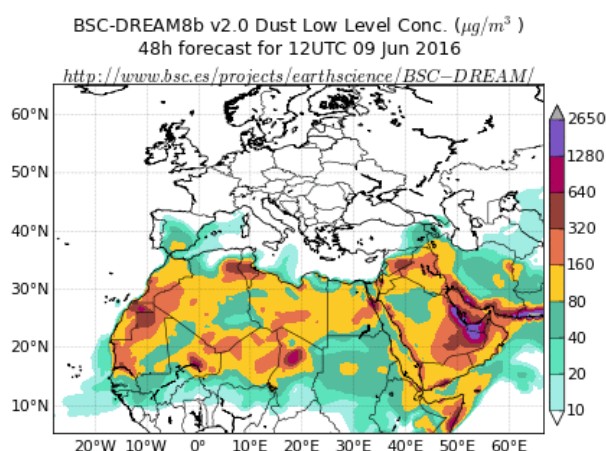 BSC-DREAM8b v2.0 Dust Low Level Conc. (μg/m³ )
48h forecast for 12UTC 09 Jun 2016
http://www.bsc.es/projects/earthscience/BSC−DREAM/
60°N
50°N
40°N
30°N
20°N
10°N
20°W 10°W 0° 10°E 20°E 30°E 40°E 50°E 60°E
2650
1280
640
320
160
80
40
20
10